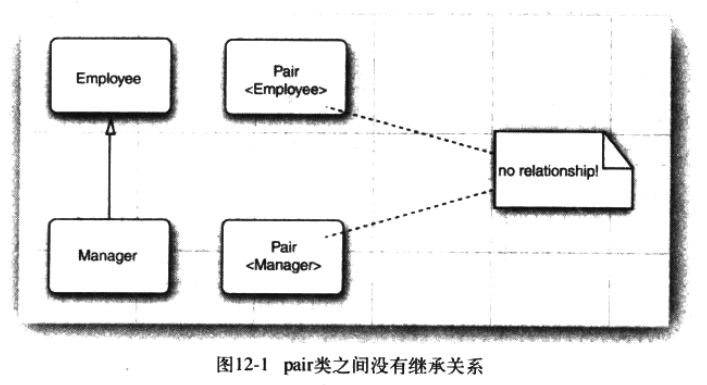 Employee
Pair
<Employee>
no relationship!
Manager
Pair
<Manager>
图12-1 pair类之间没有继承关系